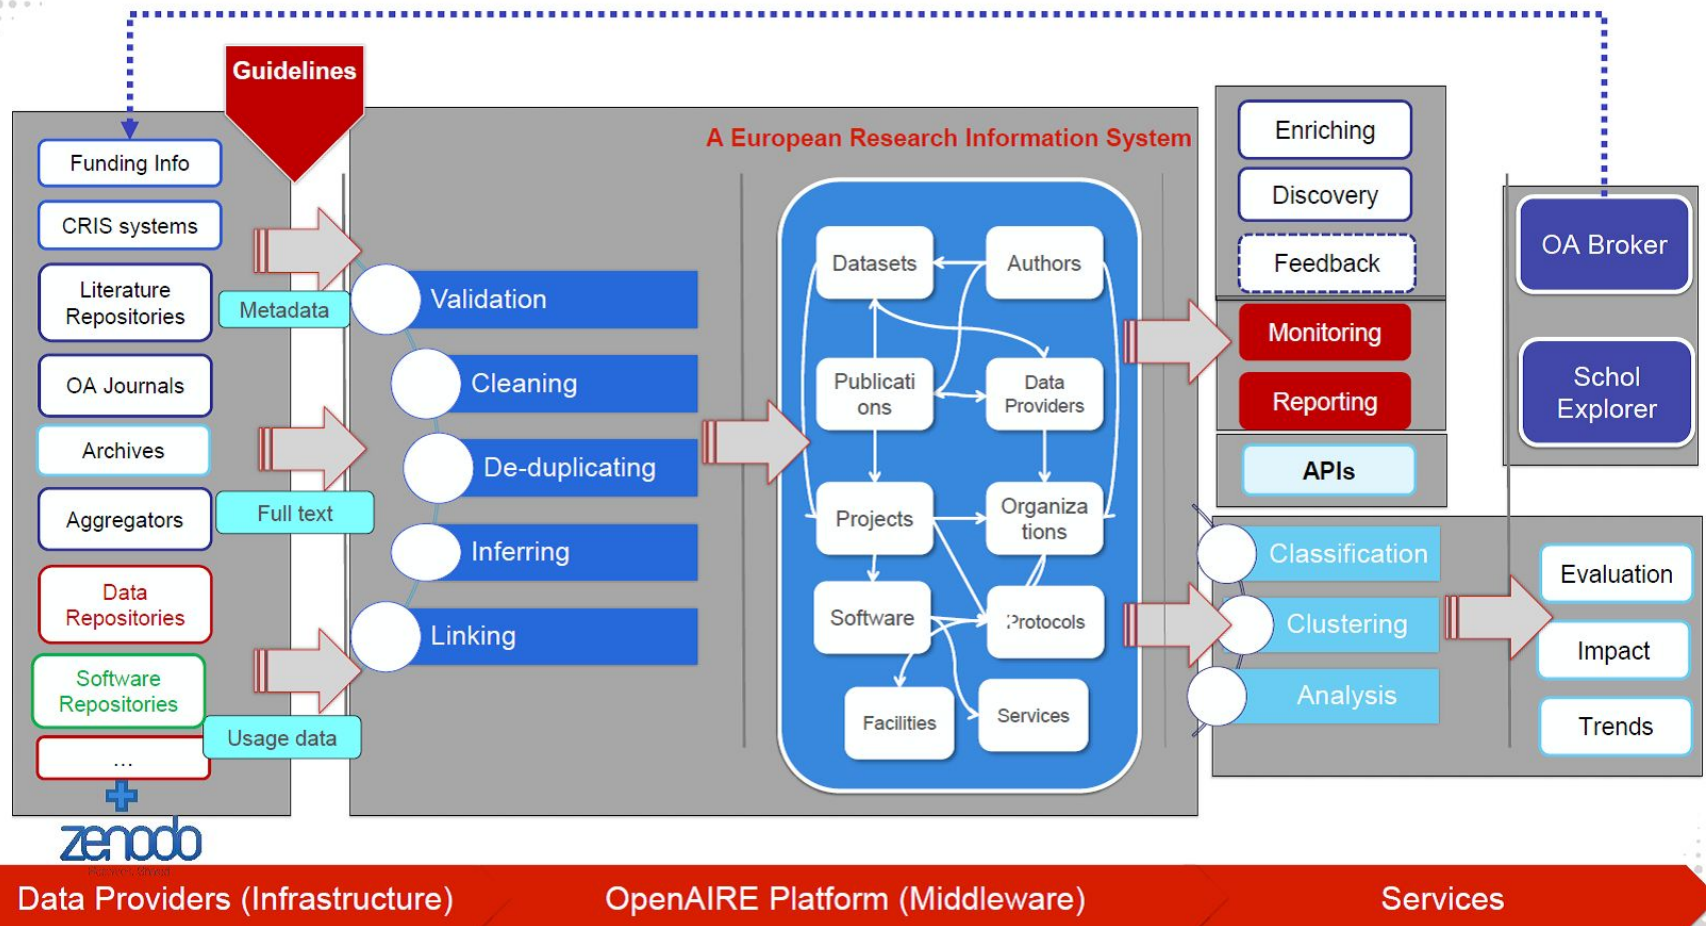 Guidelines
Funding Info
CRIS systems
Literature
Repositories
OA Journals
Archives
Aggregators
Data
Repositories
Software
Repositories
...
zenodo
Metadata
Full text
Usage data
Validation
Cleaning
De-duplicating
Inferring
Linking
A European Research Information System
Datasets
Authors
Publicati
ons
Data
Providers
Projects
Organiza
tions
Software
Protocols
Facilities
Services
Enriching
Discovery
Feedback
Monitoring
Reporting
APIs
Classification
Clustering
Analysis
OA Broker
Schol
Explorer
Evaluation
Impact
Trends
Data Providers (Infrastructure)
OpenAIRE Platform (Middleware)
Services